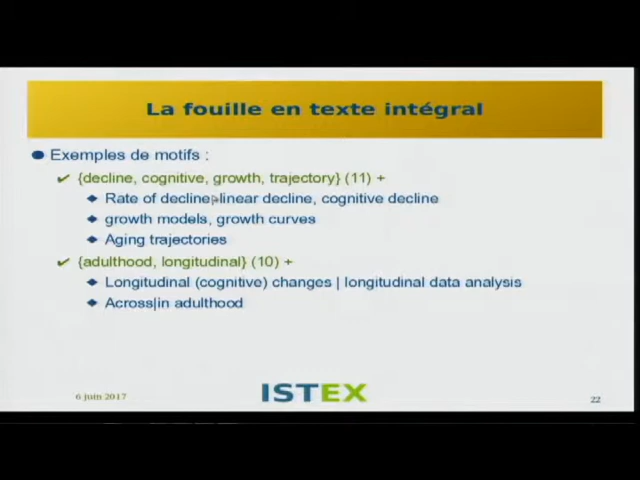 La fouille en texte intégral
Exemples de motifs :
{decline, cognitive, growth, trajectory} (11) +
Rate of decline, linear decline, cognitive decline
growth models, growth curves
Aging trajectories
{adulthood, longitudinal} (10) +
Longitudinal (cognitive) changes | longitudinal data analysis
Across|in adulthood
6 juin 2017
ISTEX
22